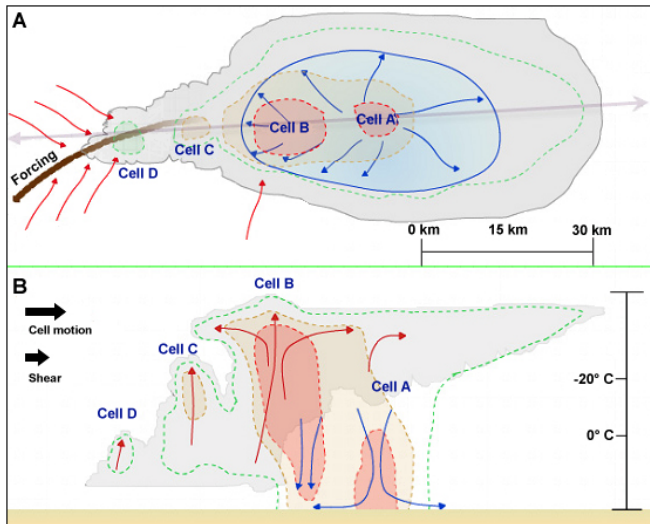 A
Forcing
Cell D
Cell C
Cell B
Cell A
0 km
15 km
30 km
B
Cell motion
Shear
Cell B
Cell C
Cell D
Cell A
-20° C
0° C